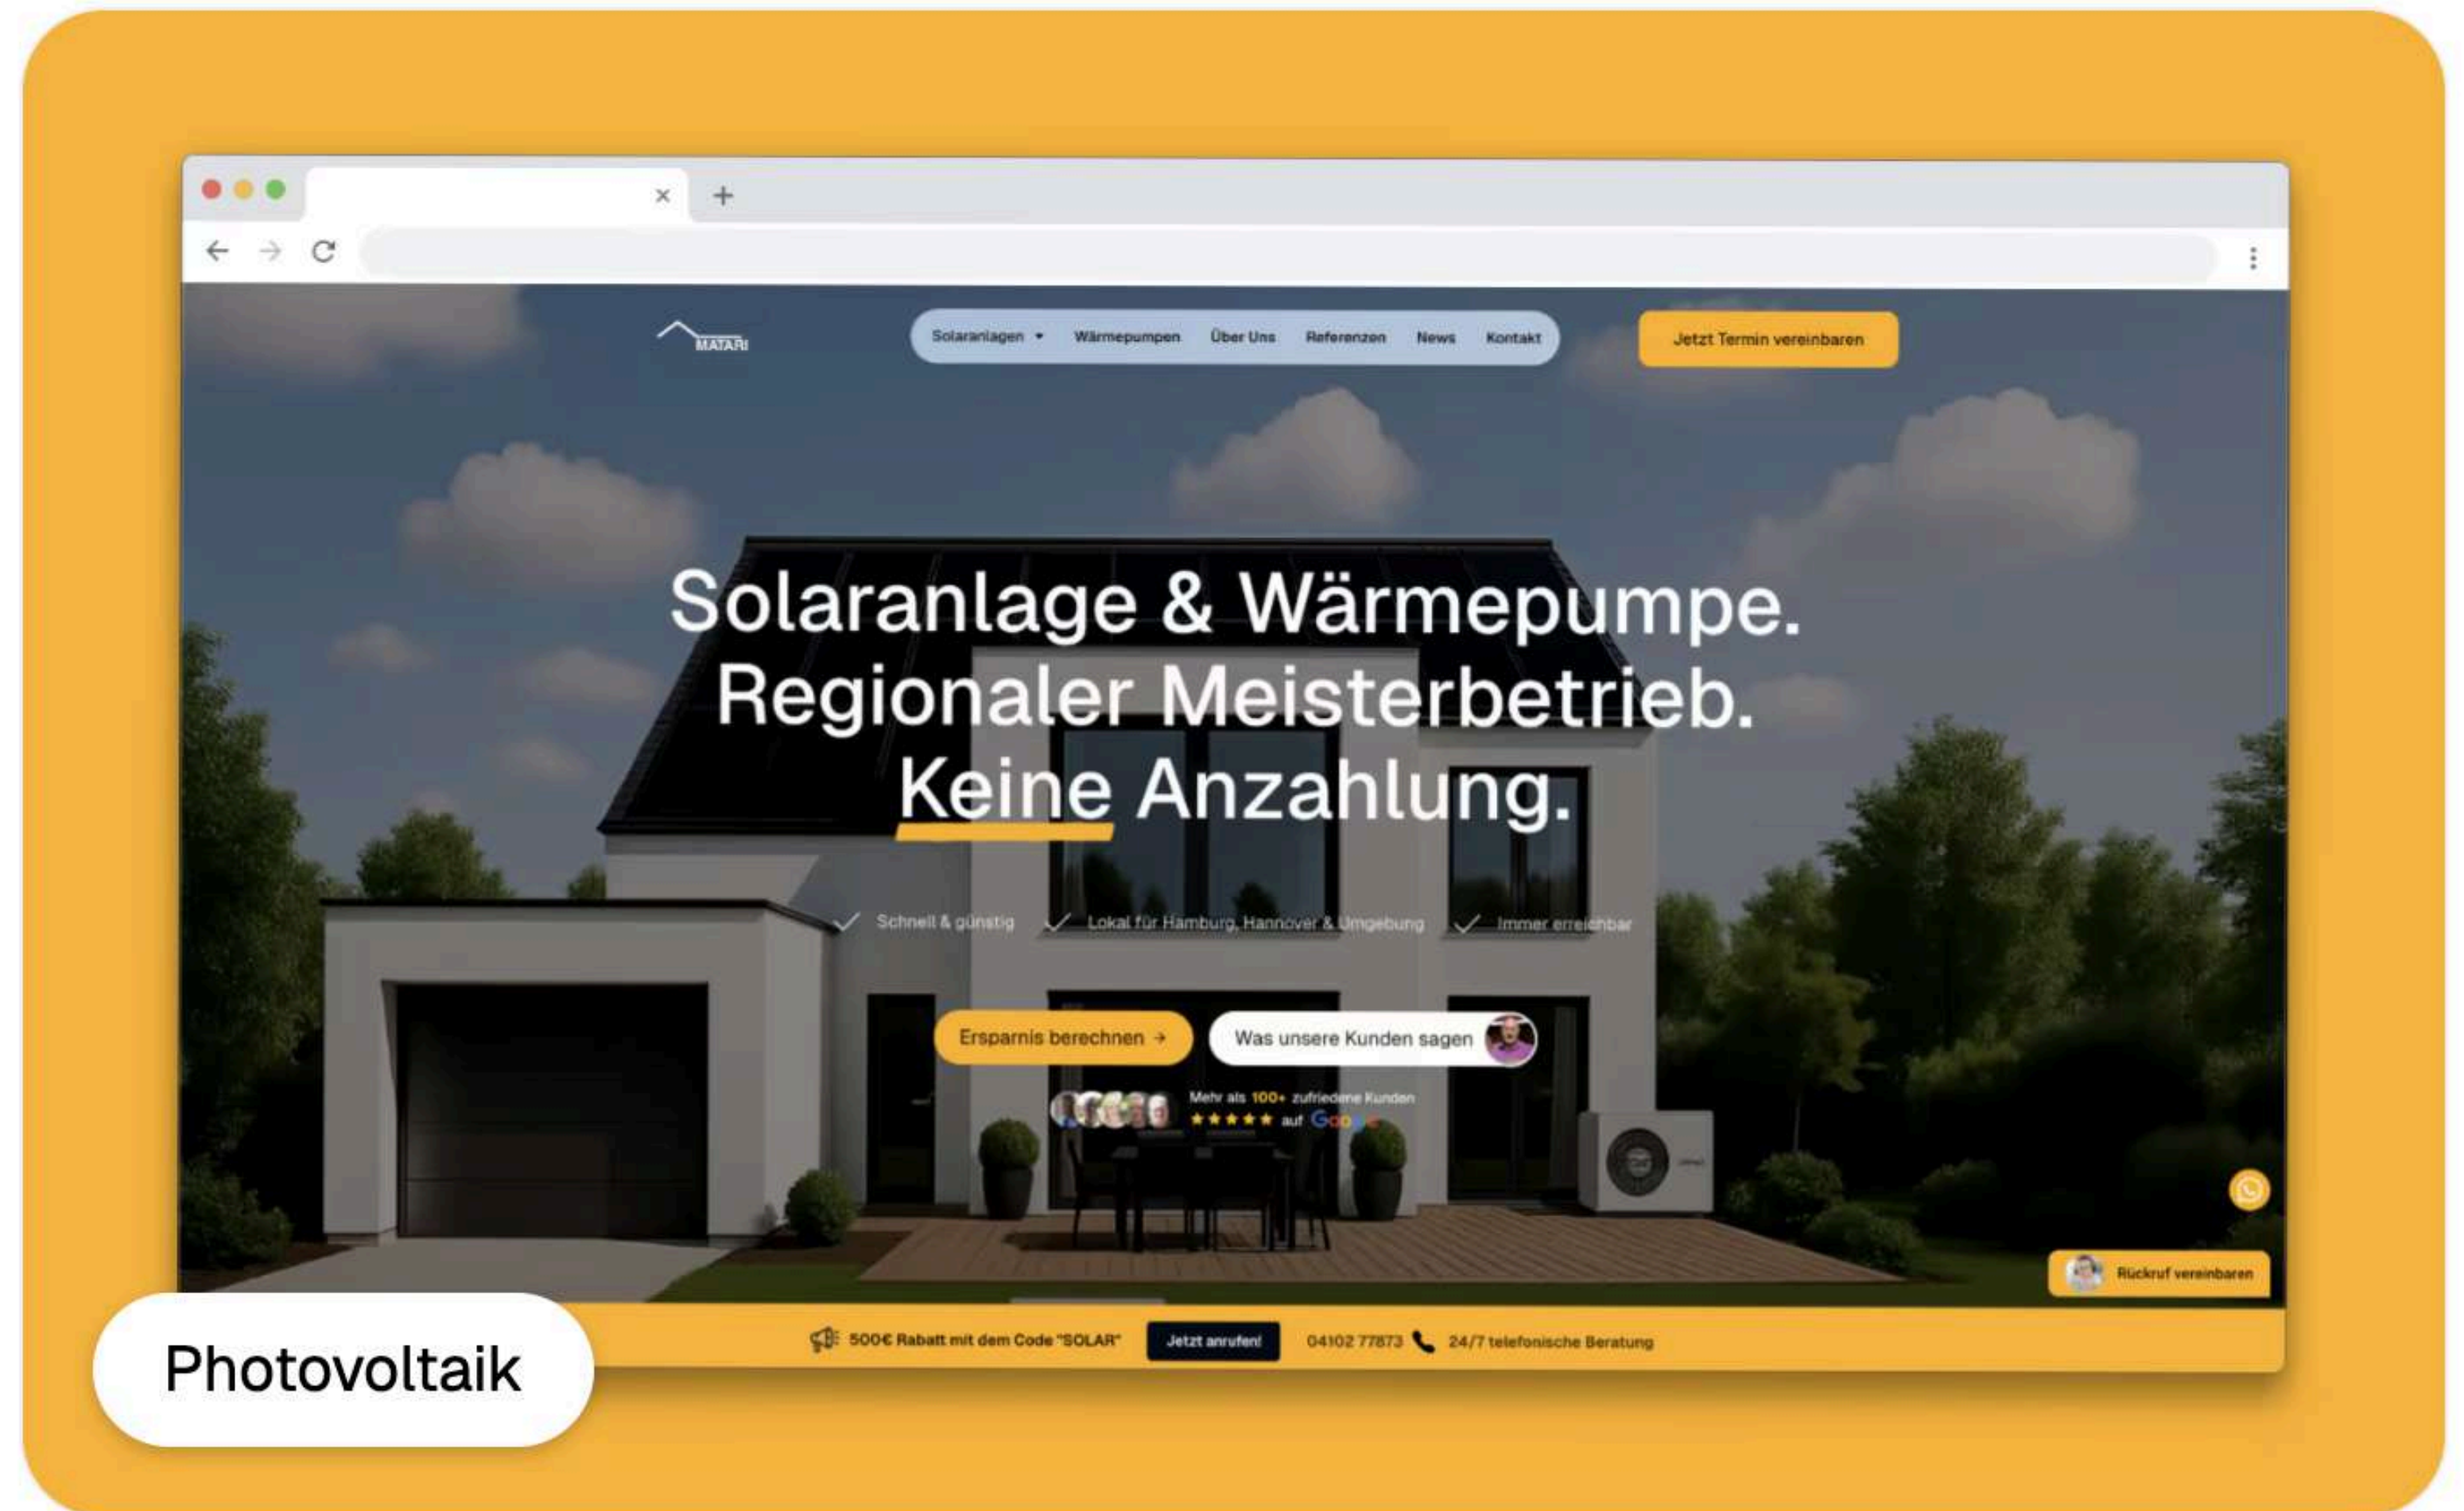 MATARI
Solaranlagen
Wärmepumpen
Über Uns
Referenzen
News
Kontakt
Jetzt Termin vereinbaren
Solaranlage & Wärmepumpe.
Regionaler Meisterbetrieb.
Keine Anzahlung.
Schnell & günstig
Lokal für Hamburg, Hannover & Umgebung
Immer erreichbar
Ersparnis berechnen →
Was unsere Kunden sagen
Mehr als 100+ zufriedene Kunden
auf Google
Rückruf vereinbaren
500€ Rabatt mit dem Code "SOLAR"
Jetzt anrufen!
04102 77873
24/7 telefonische Beratung
Photovoltaik